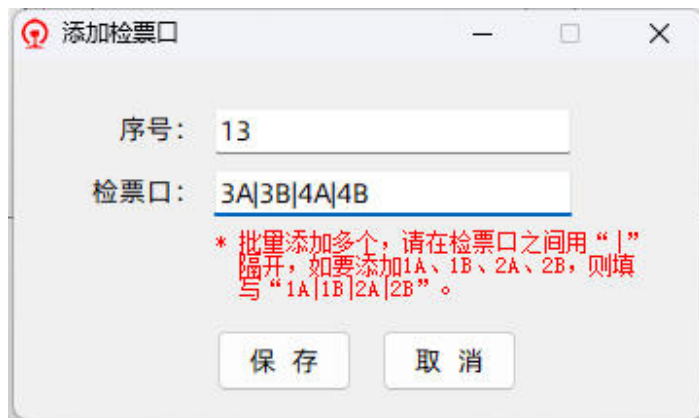 添加检票口
序号： 13
检票口： 3A|3B|4A|4B
* 批量添加多个，请在检票口之间用“|”
隔开，如要添加1A、1B、2A、2B，则填
写“1A|1B|2A|2B”。
保 存 取 消